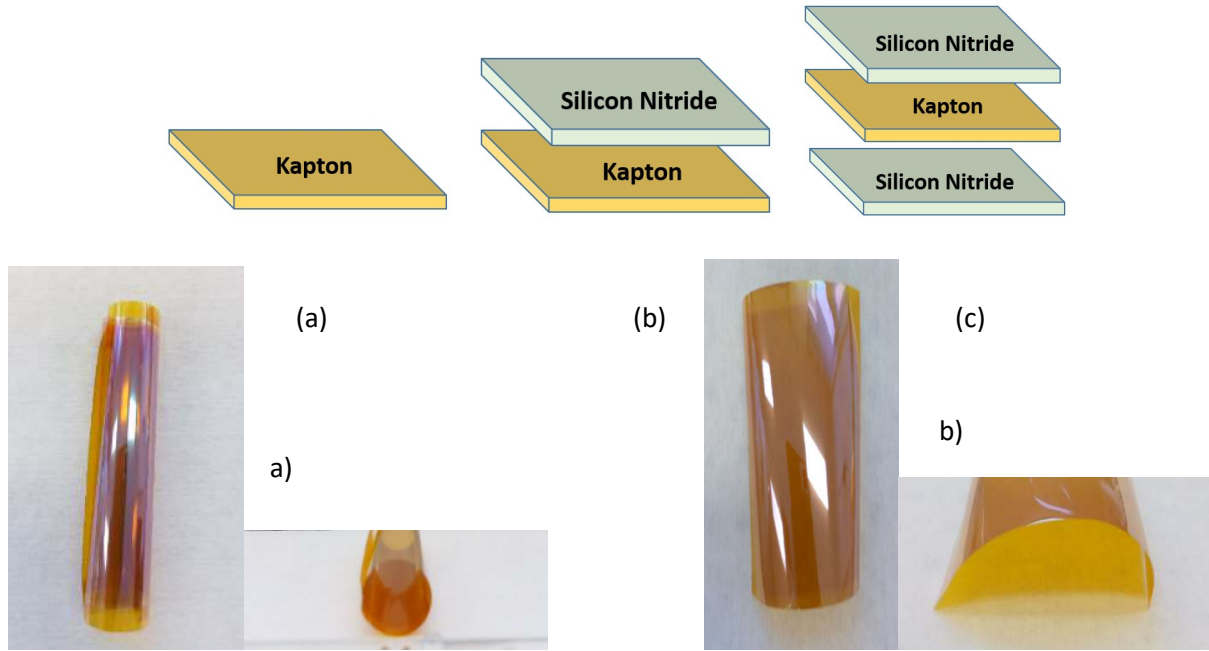 Silicon Nitride
Kapton
Silicon Nitride
Silicon Nitride
Kapton
Kapton
(a)
(b)
(c)
a)
b)